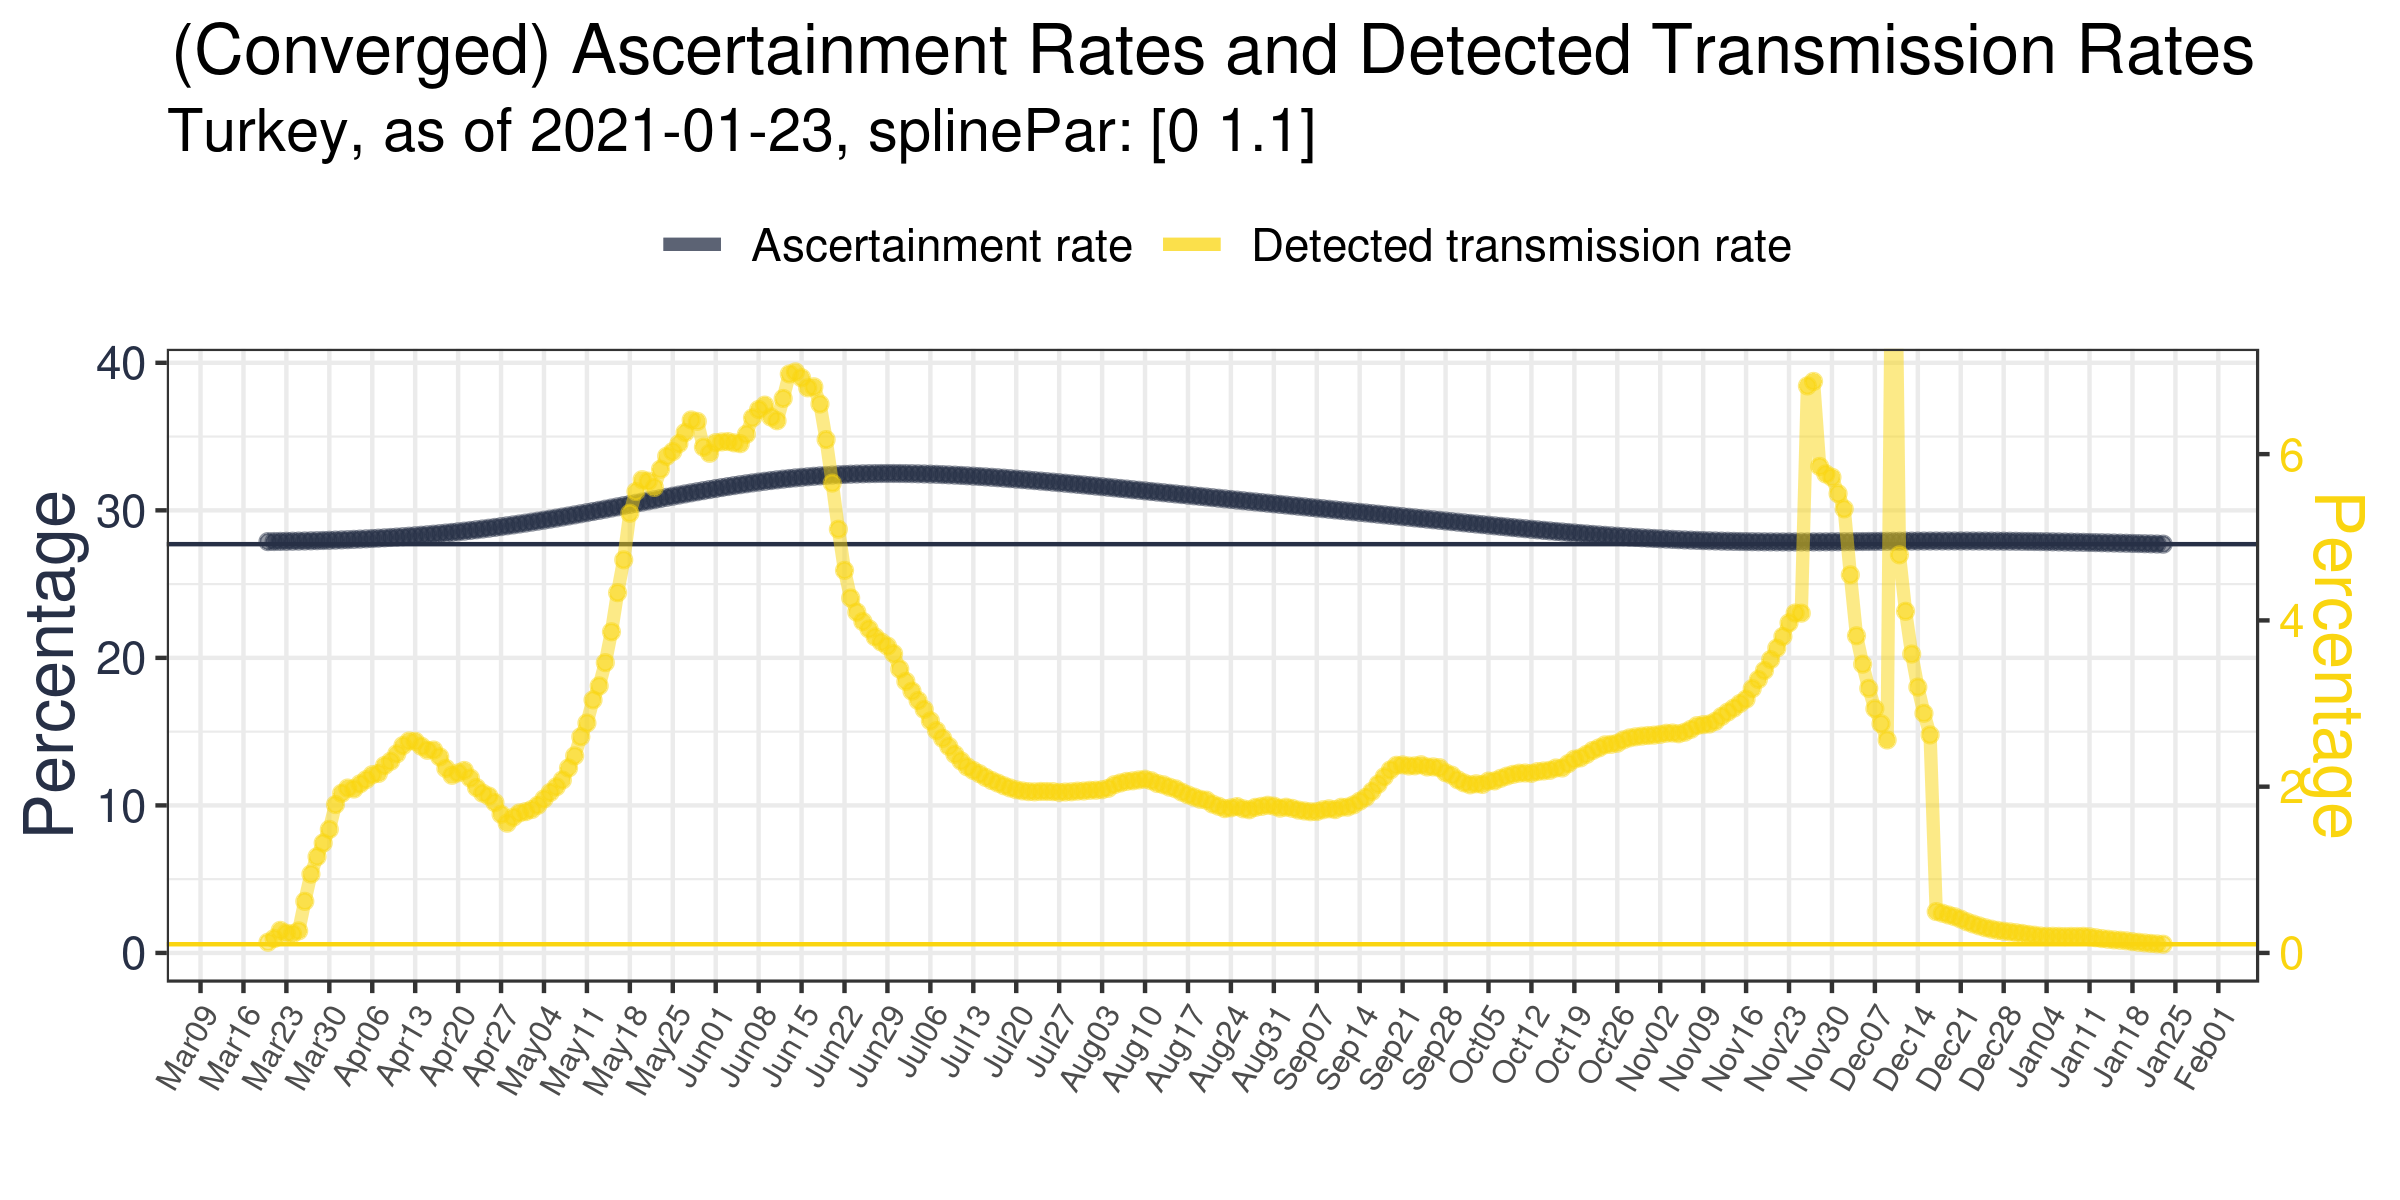 (Converged) Ascertainment Rates and Detected Transmission Rates
Turkey, as of 2021-01-23, splinePar: [0 1.1]
Ascertainment rate Detected transmission rate
Percentage
40
30
20
10
0
6
4
2
0
Percentage
Mar09 Mar16 Mar23 Mar30 Apr06 Apr13 Apr20 Apr27 May04 May11 May18 May25 Jun01 Jun08 Jun15 Jun22 Jun29 Jul06 Jul13 Jul20 Jul27 Aug03 Aug10 Aug17 Aug24 Aug31 Sep07 Sep14 Sep21 Sep28 Oct05 Oct12 Oct19 Oct26 Nov02 Nov09 Nov16 Nov23 Nov30 Dec07 Dec14 Dec21 Dec28 Jan04 Jan11 Jan18 Jan25 Feb01